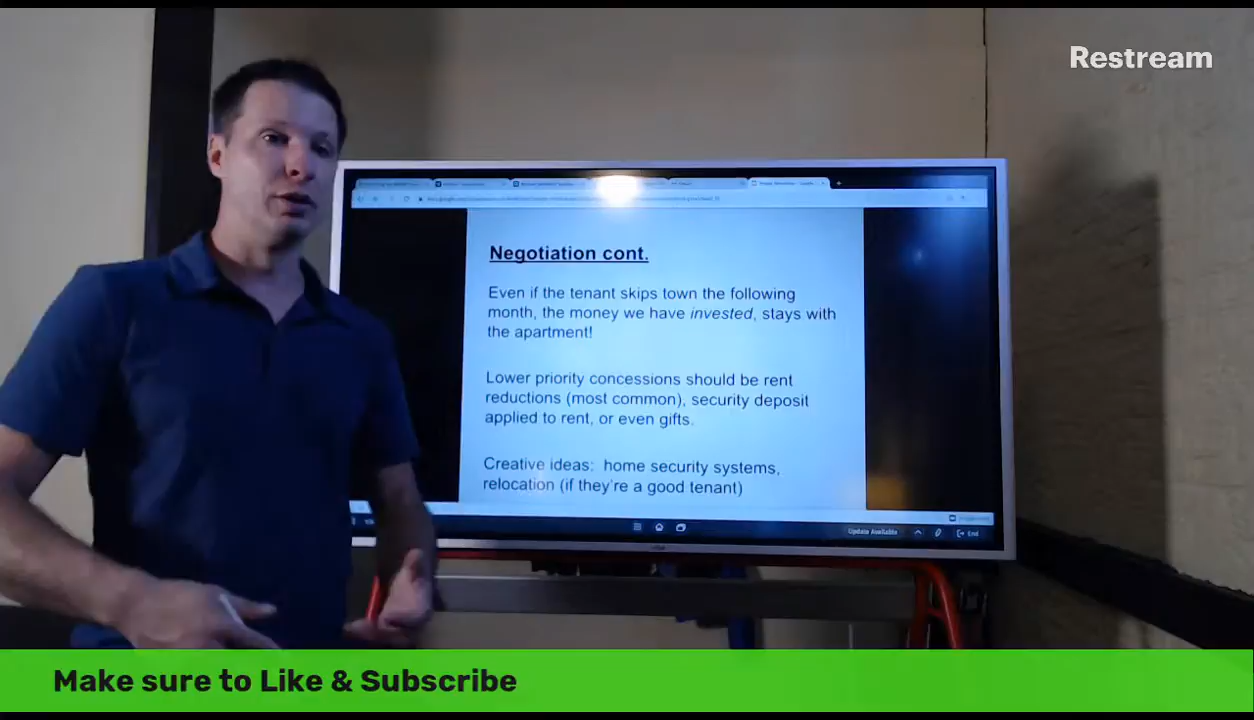 Restream
Negotiation cont.
Even if the tenant skips town the following
month, the money we have invested, stays with
the apartment!
Lower priority concessions should be rent
reductions (most common), security deposit
applied to rent, or even gifts.
Creative ideas: home security systems,
relocation (if they're a good tenant)
Update Available
End
Make sure to Like & Subscribe